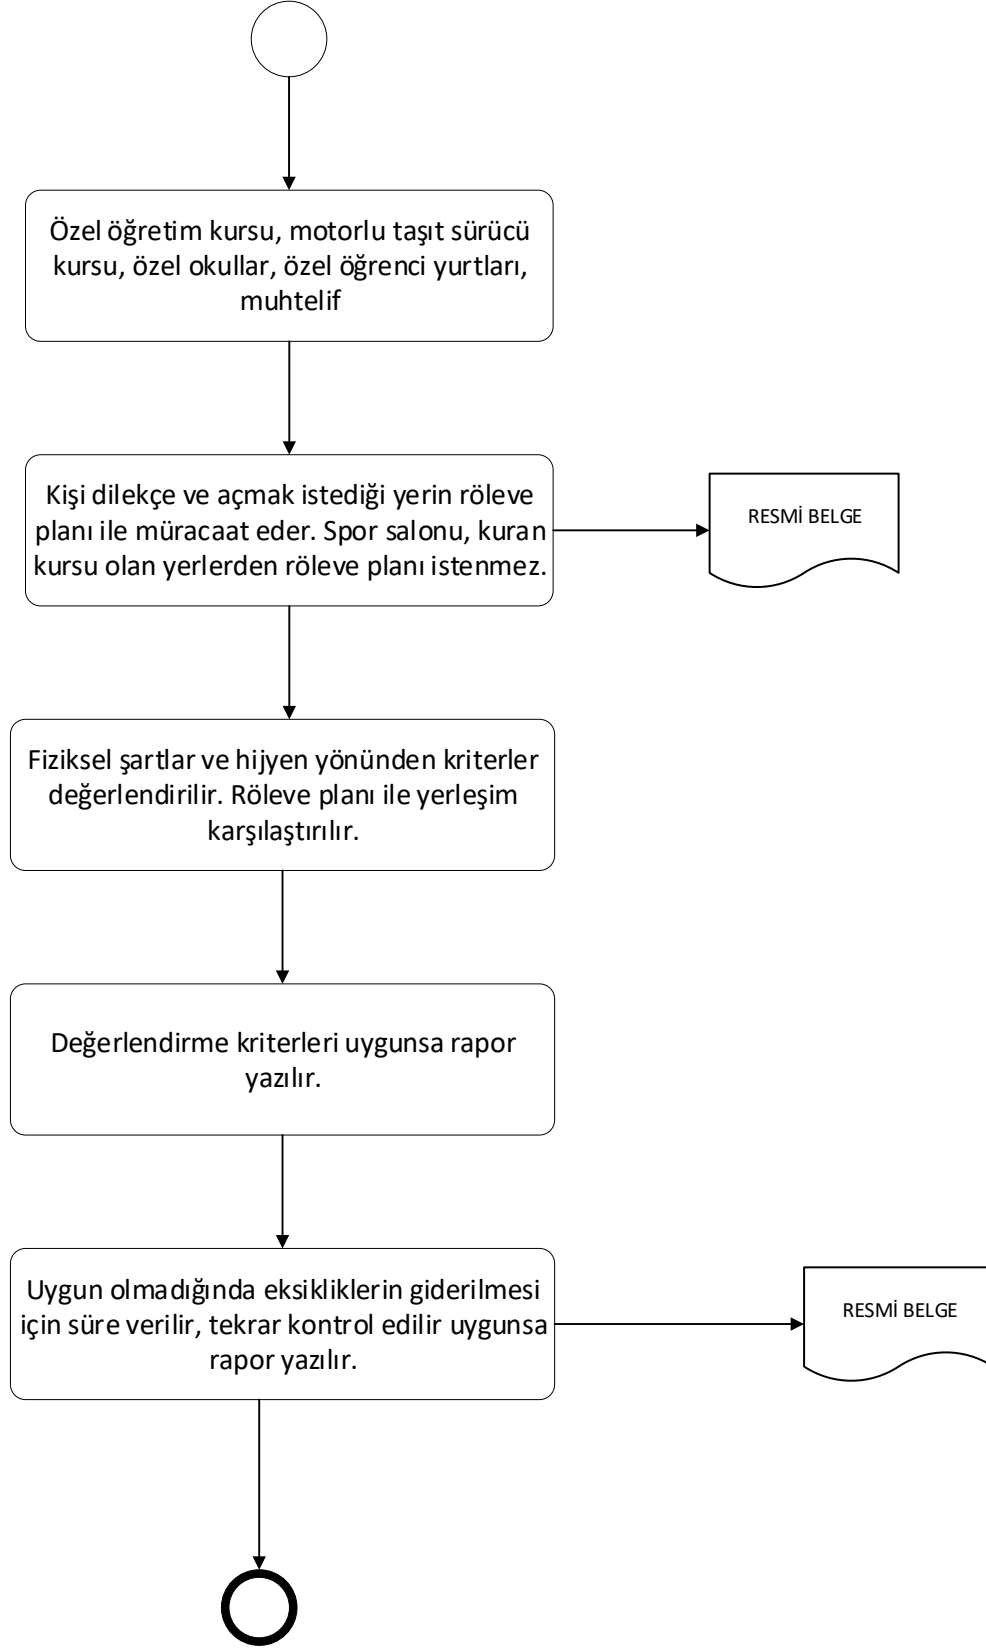 Özel öğretim kursu, motorlu taşıt sürücü
kursu, özel okullar, özel öğrenci yurtları,
muhtelif
Kişi dilekçe ve açmak istediği yerin röleve
planı ile müracaat eder. Spor salonu, kuran
kursu olan yerlerden röleve planı istenmez.
RESMİ BELGE
Fiziksel şartlar ve hijyen yönünden kriterler
değerlendirilir. Röleve planı ile yerleşim
karşılaştırılır.
Değerlendirme kriterleri uygunsa rapor
yazılır.
Uygun olmadığında eksikliklerin giderilmesi
için süre verilir, tekrar kontrol edilir uygunsa
rapor yazılır.
RESMİ BELGE